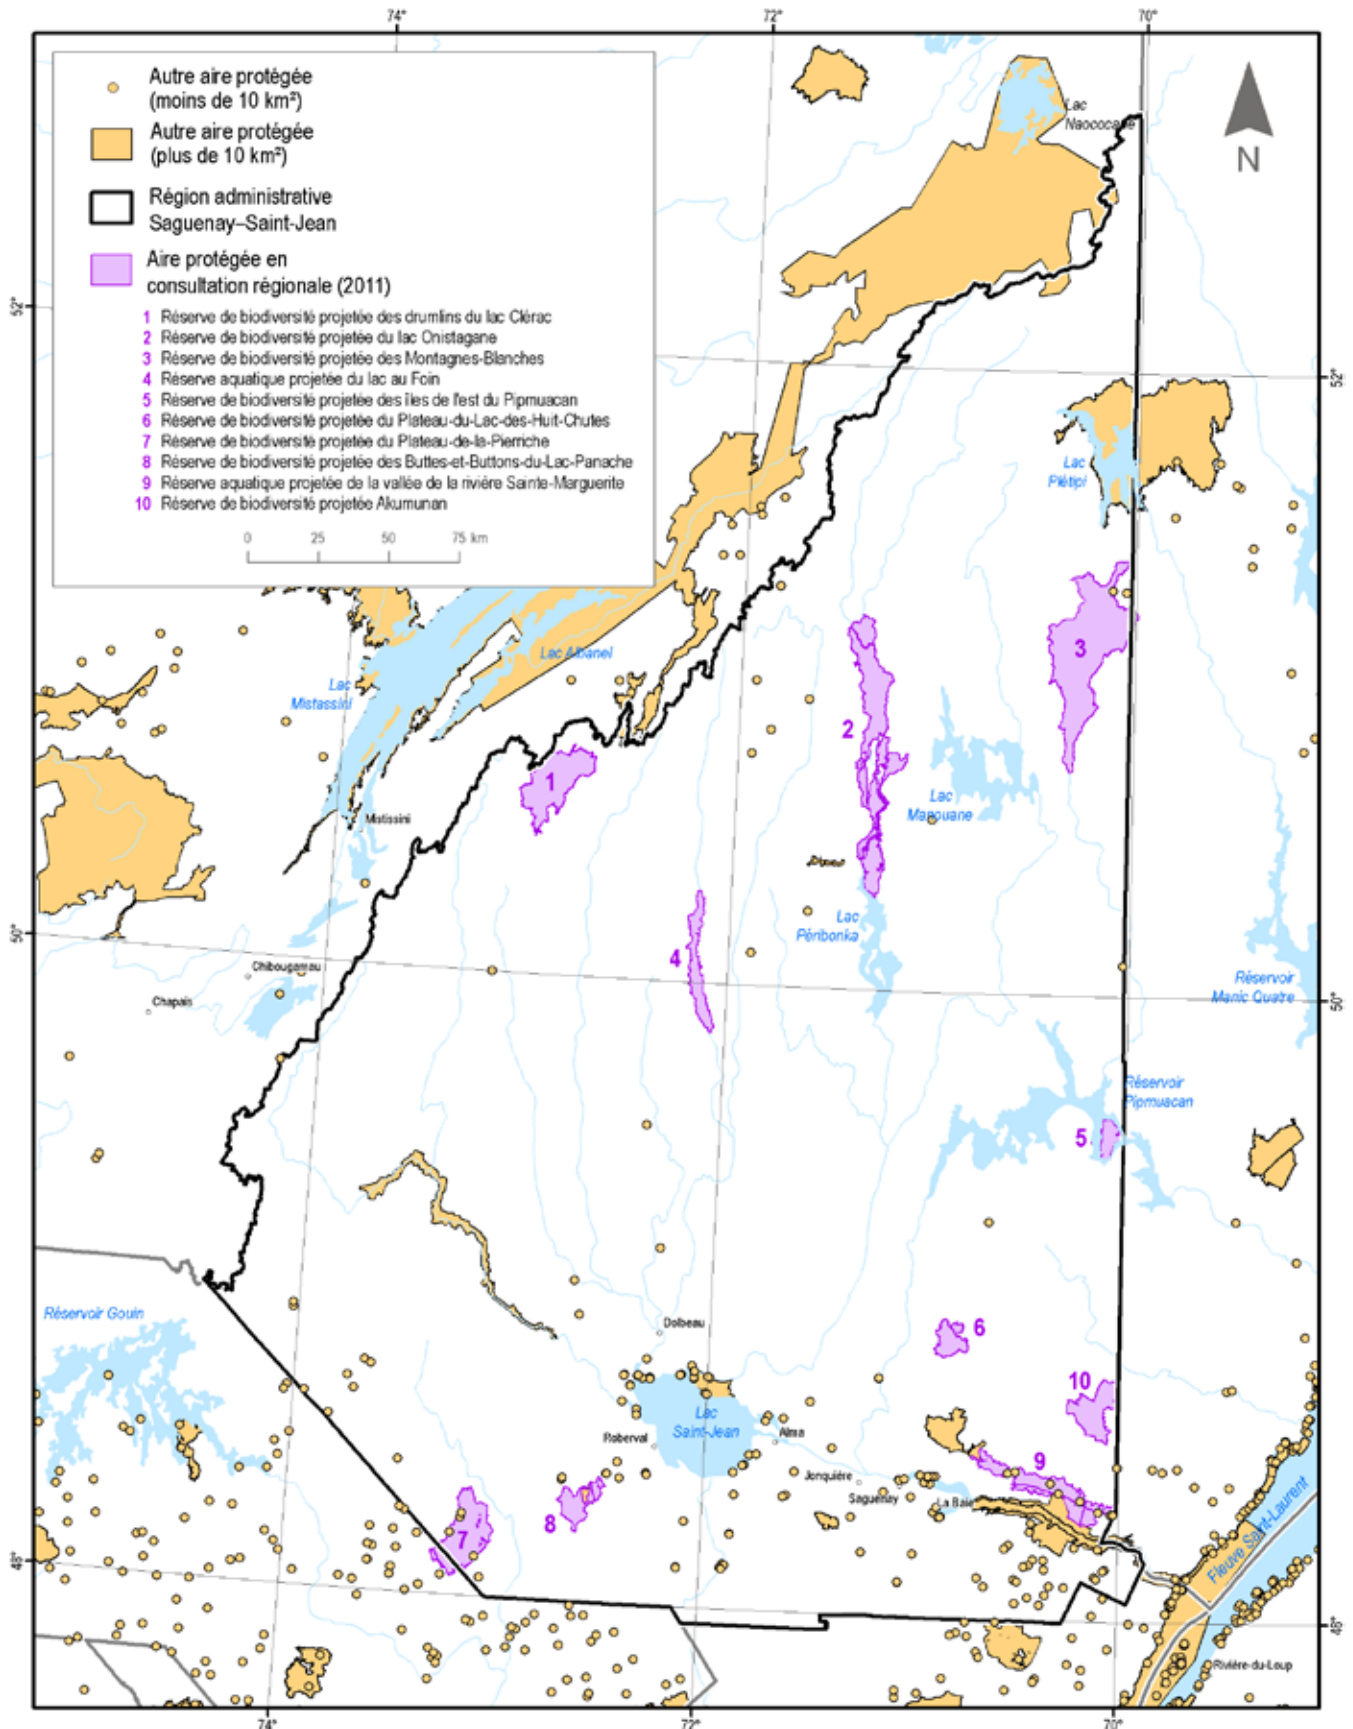 74°
72°
70°
Autre aire protégée
(moins de 10 km²)
Autre aire protégée
(plus de 10 km²)
Région administrative
Saguenay–Saint-Jean
Aire protégée en
consultation régionale (2011)
1 Réserve de biodiversité projetée des drumlins du lac Clérac
2 Réserve de biodiversité projetée du lac Onistagane
3 Réserve de biodiversité projetée des Montagnes-Blanches
4 Réserve aquatique projetée du lac au Foin
5 Réserve de biodiversité projetée des îles de l'est du Pipmuacan
6 Réserve de biodiversité projetée du Plateau-du-Lac-des-Huit-Chutes
7 Réserve de biodiversité projetée du Plateau-de-la-Pierriche
8 Réserve de biodiversité projetée des Buttes-et-Buttons-du-Lac-Panache
9 Réserve aquatique projetée de la vallée de la rivière Sainte-Marguerite
10 Réserve de biodiversité projetée Akumunan
0 25 50 75 km
N
Lac
Naococane
52°
52°
Lac
Plétipi
Lac Albanel
Lac
Mistassini
3
2
1
Lac
Manouane
Mistissini
Lac
Péribonka
50°
4
Chibougamau
Chapais
Réservoir
Manic Quatre
50°
Réservoir
Pipmuacan
5
Réservoir Gouin
Dolbeau
6
10
Lac
Saint-Jean
Roberval
Alma
9
Jonquière
Saguenay
La Baie
8
7
Fleuve Saint-Laurent
48°
48°
Rivière-du-Loup
74°
72°
70°